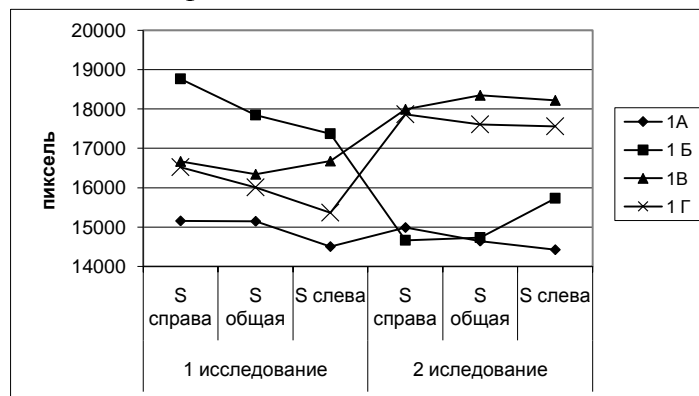 20000
19000
18000
17000
16000
15000
14000
пиксель
S справа
S общая
S слева
S справа
S общая
S слева
1 исследование
2 иследование
1А
1 Б
1В
1 Г